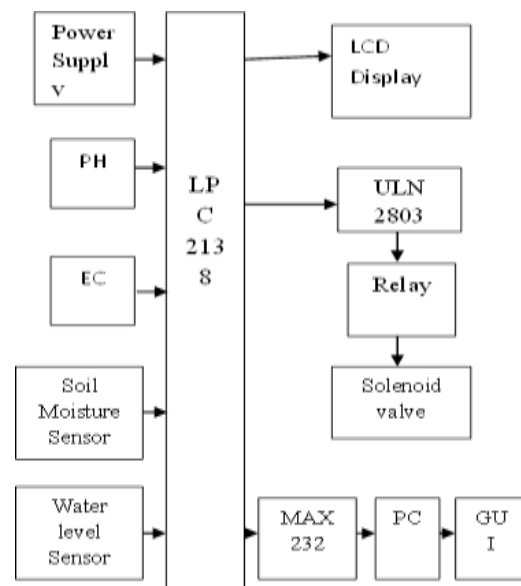 Power
Suppl
y
PH
EC
Soil
Moisture
Sensor
Water
level
Sensor
LP
C
213
8
LCD
Display
ULN
2803
Relay
Solenoid
valve
MAX
232
PC
GU
I